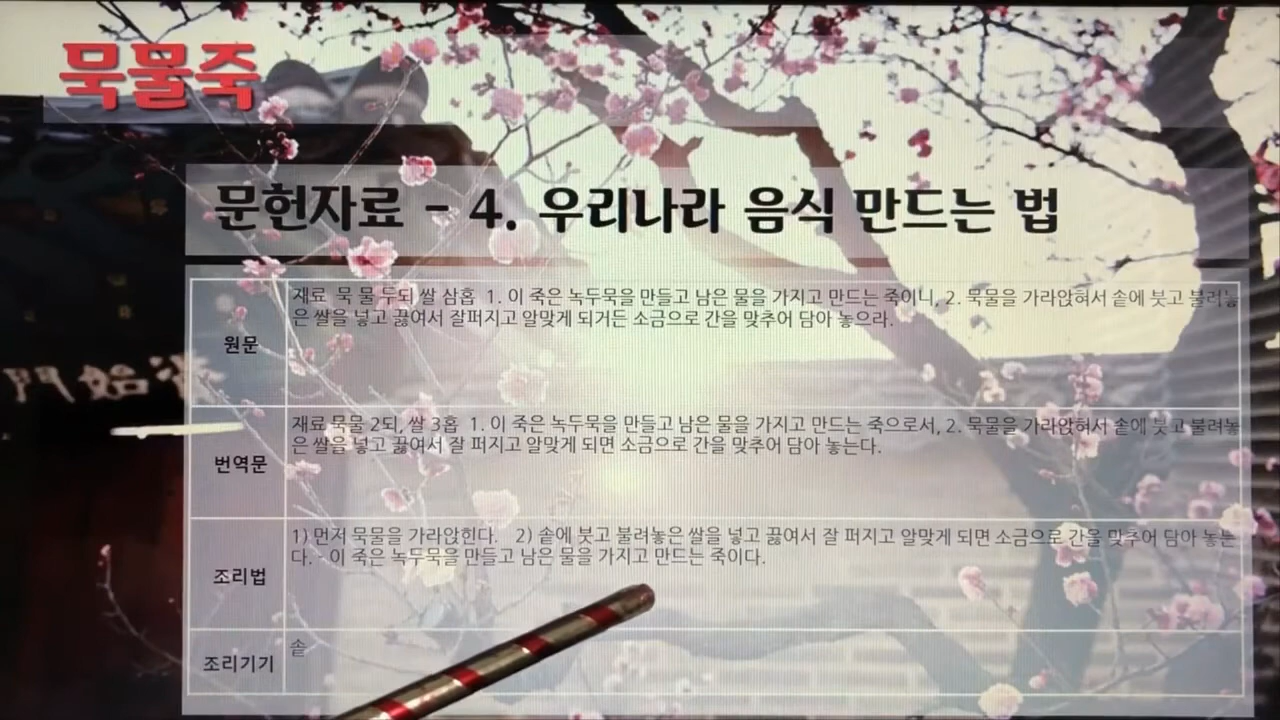 묵물죽
문헌자료 - 4. 우리나라 음식 만드는 법
원문
재료 묵 물 두되 쌀 삼홉 1. 이 죽은 녹두묵을 만들고 남은 물을 가지고 만드는 죽이니, 2. 묵물을 가라앉혀서 솥에 붓고 불려놓
은 쌀을 넣고 끓여서 잘퍼지고 알맞게 되거든 소금으로 간을 맞추어 담아 놓으라.
번역문
재료 묵물 2되, 쌀 3홉 1. 이 죽은 녹두묵을 만들고 남은 물을 가지고 만드는 죽으로서, 2. 묵물을 가라앉혀서 솥에 붓고 불려놓
은 쌀을 넣고 끓여서 잘 퍼지고 알맞게 되면 소금으로 간을 맞추어 담아 놓는다.
조리법
1) 먼저 묵물을 가라앉힌다. 2) 솥에 붓고 불려놓은 쌀을 넣고 끓여서 잘 퍼지고 알맞게 되면 소금으로 간을 맞추어 담아 놓는
다. 이 죽은 녹두묵을 만들고 남은 물을 가지고 만드는 죽이다.
조리기기
솥
門始